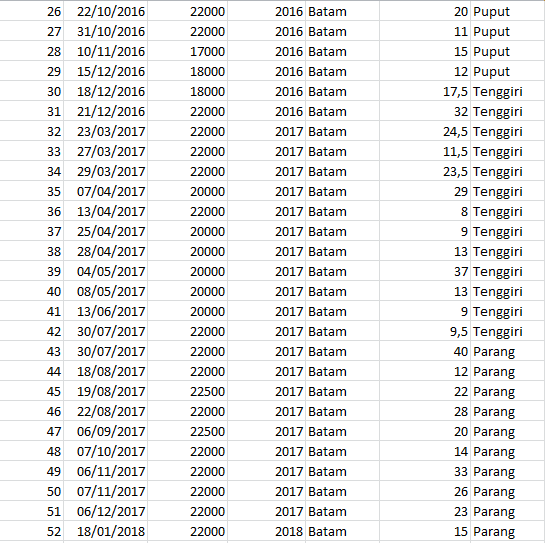 26 22/10/2016 22000 2016 Batam 20 Puput
27 31/10/2016 22000 2016 Batam 11 Puput
28 10/11/2016 17000 2016 Batam 15 Puput
29 15/12/2016 18000 2016 Batam 12 Puput
30 18/12/2016 18000 2016 Batam 17,5 Tenggiri
31 21/12/2016 22000 2016 Batam 32 Tenggiri
32 23/03/2017 22000 2017 Batam 24,5 Tenggiri
33 27/03/2017 22000 2017 Batam 11,5 Tenggiri
34 29/03/2017 22000 2017 Batam 23,5 Tenggiri
35 07/04/2017 20000 2017 Batam 29 Tenggiri
36 13/04/2017 22000 2017 Batam 8 Tenggiri
37 25/04/2017 20000 2017 Batam 9 Tenggiri
38 28/04/2017 20000 2017 Batam 13 Tenggiri
39 04/05/2017 20000 2017 Batam 37 Tenggiri
40 08/05/2017 20000 2017 Batam 13 Tenggiri
41 13/06/2017 20000 2017 Batam 9 Tenggiri
42 30/07/2017 22000 2017 Batam 9,5 Tenggiri
43 30/07/2017 22000 2017 Batam 40 Parang
44 18/08/2017 22000 2017 Batam 12 Parang
45 19/08/2017 22500 2017 Batam 22 Parang
46 22/08/2017 22000 2017 Batam 28 Parang
47 06/09/2017 22500 2017 Batam 20 Parang
48 07/10/2017 22000 2017 Batam 14 Parang
49 06/11/2017 22000 2017 Batam 33 Parang
50 07/11/2017 22000 2017 Batam 26 Parang
51 06/12/2017 22000 2017 Batam 23 Parang
52 18/01/2018 22000 2018 Batam 15 Parang